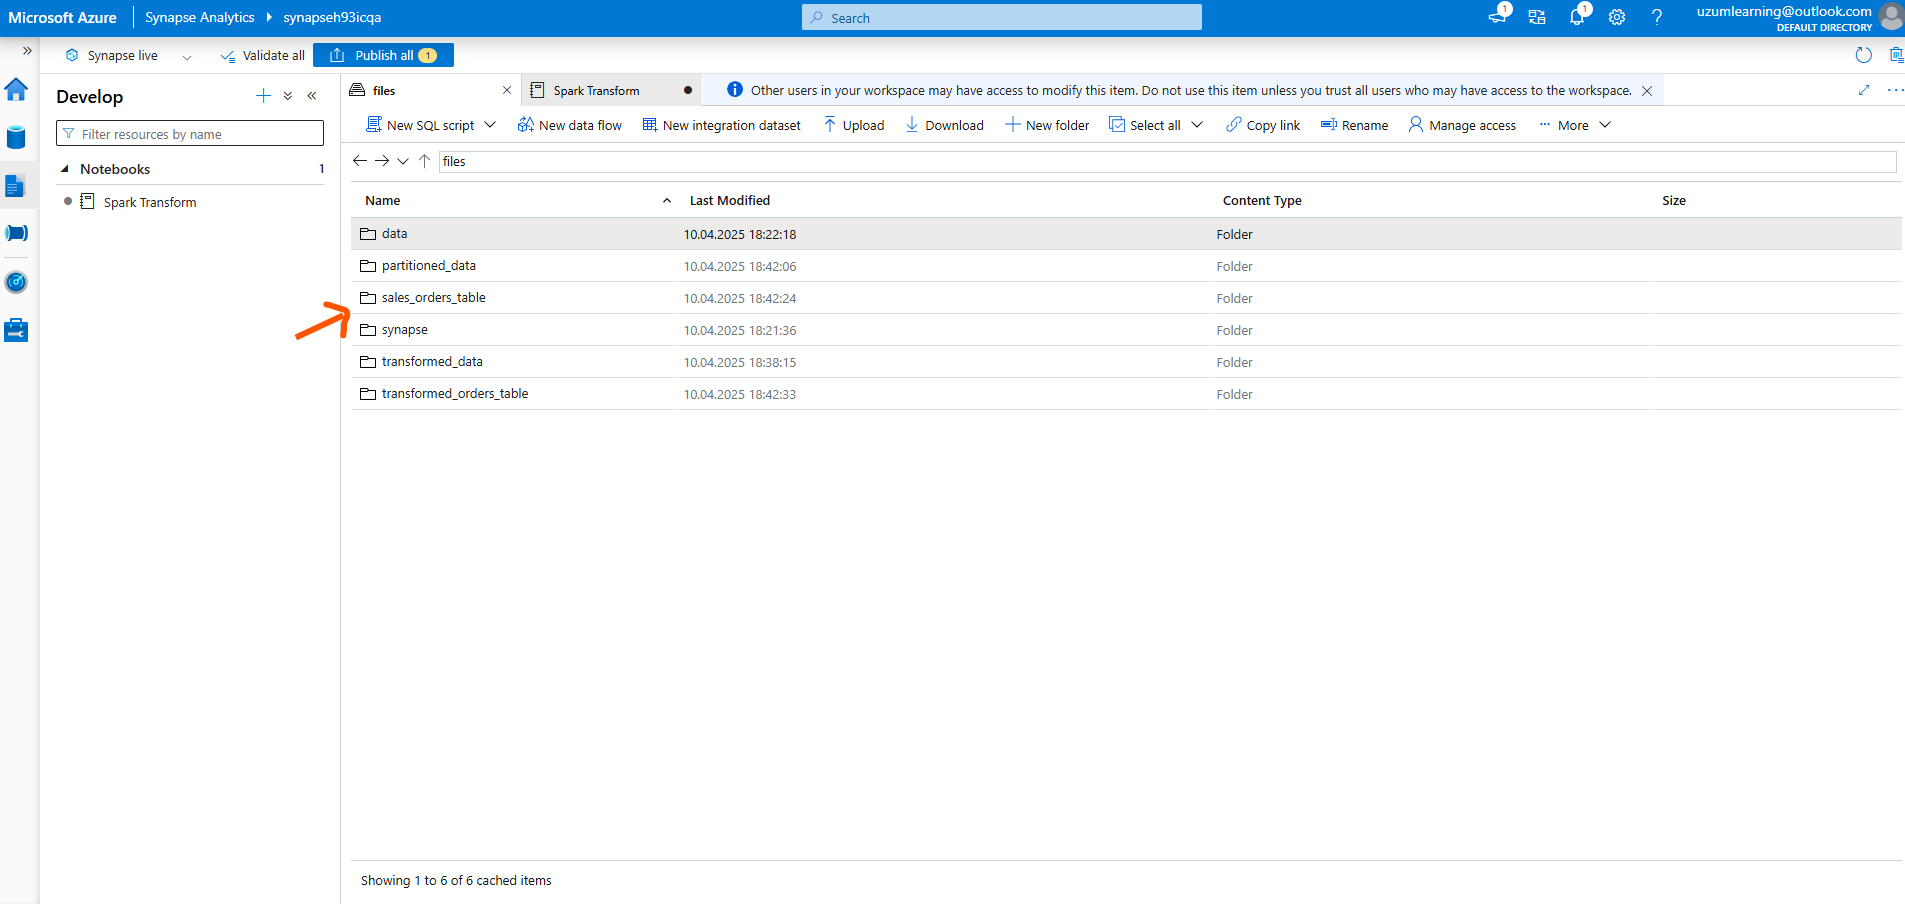 Microsoft Azure Synapse Analytics synapseh93icqa Search 1 1 uzumlearning@outlook.com
DEFAULT DIRECTORY
Synapse live Validate all Publish all 1
Develop
Filter resources by name
Notebooks 1
Spark Transform
files Spark Transform Other users in your workspace may have access to modify this item. Do not use this item unless you trust all users who may have access to the workspace.
New SQL script New data flow New integration dataset Upload Download New folder Select all Copy link Rename Manage access More
files
Name Last Modified Content Type Size
data 10.04.2025 18:22:18 Folder
partitioned_data 10.04.2025 18:42:06 Folder
sales_orders_table 10.04.2025 18:42:24 Folder
synapse 10.04.2025 18:21:36 Folder
transformed_data 10.04.2025 18:38:15 Folder
transformed_orders_table 10.04.2025 18:42:33 Folder
Showing 1 to 6 of 6 cached items